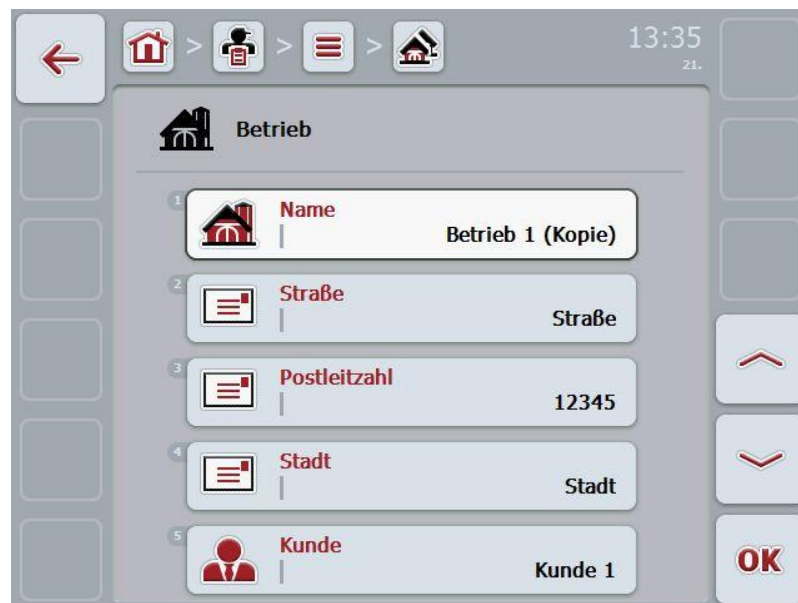 > > >
13:35
21.
Betrieb
1
Name
Betrieb 1 (Kopie)
2
Straße
Straße
3
Postleitzahl
12345
4
Stadt
Stadt
5
Kunde
Kunde 1
OK